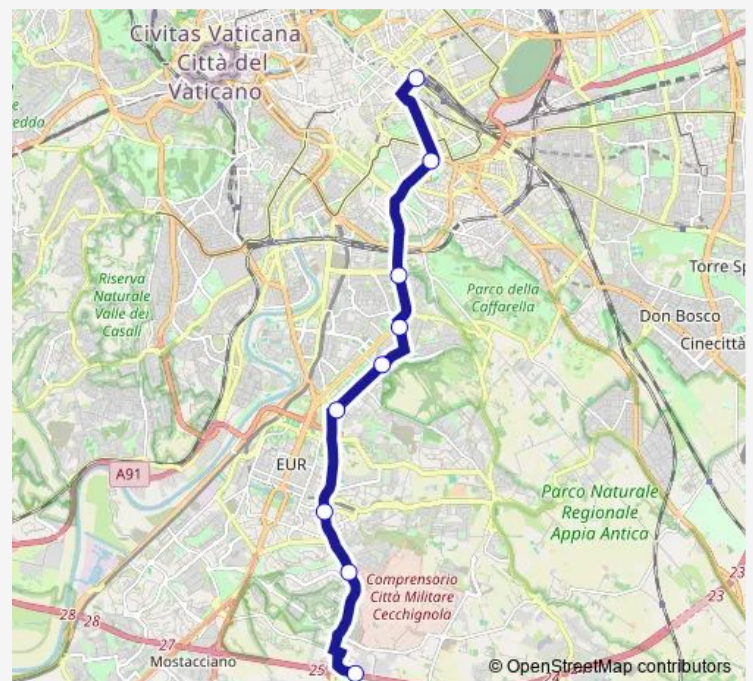 Civitas Vaticana
Città del
Vaticano
edda
Riserva
Naturale
Valle dei
Casali
Parco della
Caffarella
Torre Sp
Don Bosco
Cinecittà
A91
EUR
Parco Naturale
Regionale
Appia Antica
Comprensorio
Città Militare
Cecchignola
23
23
28
28
27
Mostacciano
25
24
© OpenStreetMap contributors